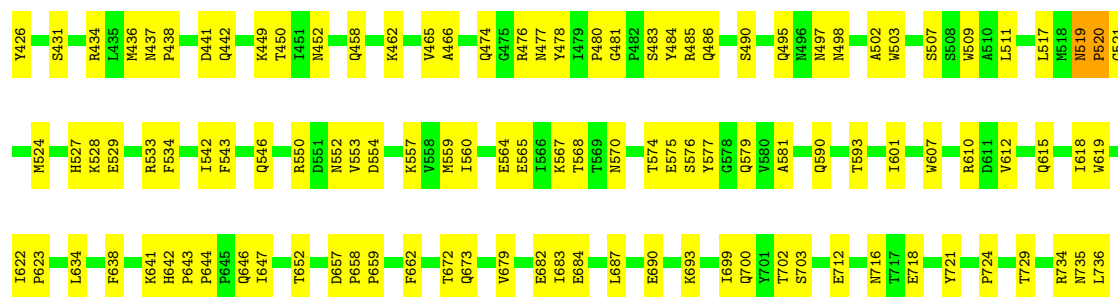 Y426 S431 R434 L435 M436 N437 P438 D441 Q442 K449 T450 I451 N452 Q458 K462 V465 A466 Q474 G475 R476 N477 Y478 I479 P480 G481 P482 S483 Y484 R485 Q486 S490 Q495 N496 N497 N498 A502 W503 S507 S508 W509 A510 L511 L517 M518 N519 P520 G521
M524 H527 K528 E529 R533 F534 I542 F543 Q546 R550 D551 N552 V553 D554 K557 V558 M559 I560 E564 E565 I566 K567 T568 T569 N570 T574 E575 S576 Y577 G578 Q579 V580 A581 Q590 T593 I601 W607 R610 D611 V612 Q615 I618 W619
I622 P623 L634 F638 K641 H642 P643 P644 P645 Q646 I647 T652 D657 P658 P659 F662 T672 Q673 V679 E682 I683 E684 L687 E690 K693 I699 Q700 Y701 T702 S703 E712 N716 T717 E718 Y721 P724 T729 R734 N735 L736